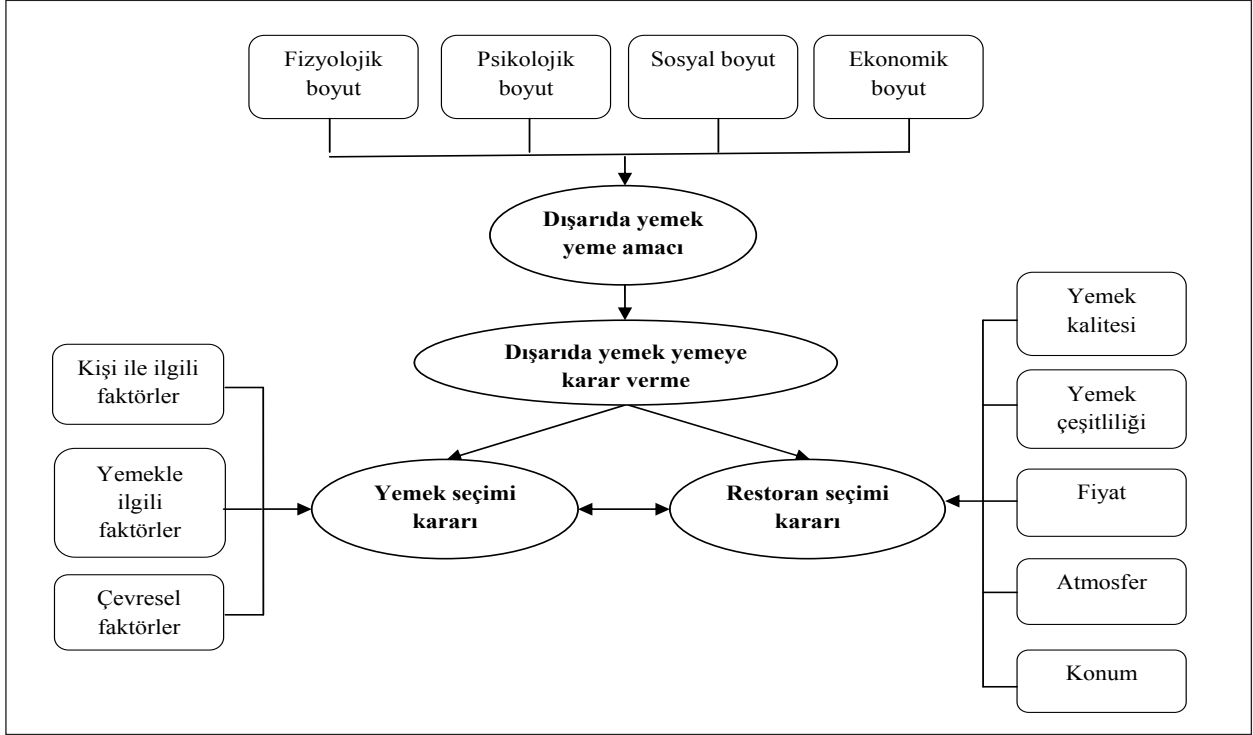 Fizyolojik
boyut
Psikolojik
boyut
Sosyal boyut
Ekonomik
boyut
Dışarıda yemek
yeme amacı
Dışarıda yemek yemeye
karar verme
Kişi ile ilgili
faktörler
Yemekle
ilgili
faktörler
Çevresel
faktörler
Yemek seçimi
kararı
Restoran seçimi
kararı
Yemek
kalitesi
Yemek
çeşitliliği
Fiyat
Atmosfer
Konum